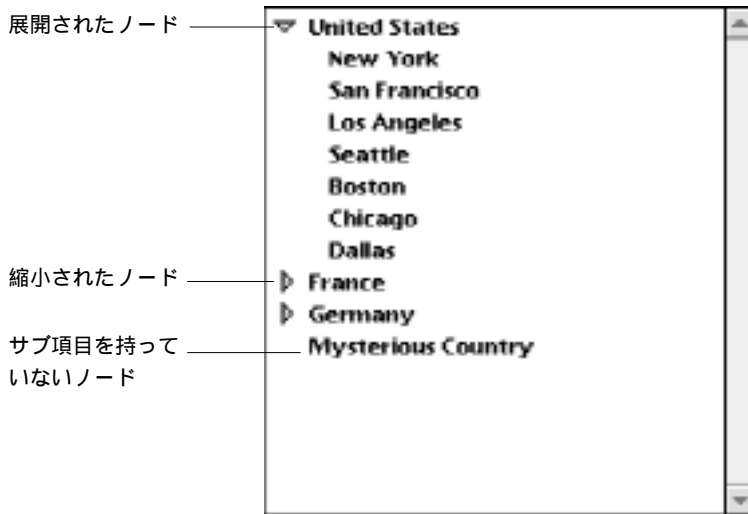 展開されたノード
United States
New York
San Francisco
Los Angeles
Seattle
Boston
Chicago
Dallas
縮小されたノード
France
Germany
サブ項目を持って
いないノード
Mysterious Country